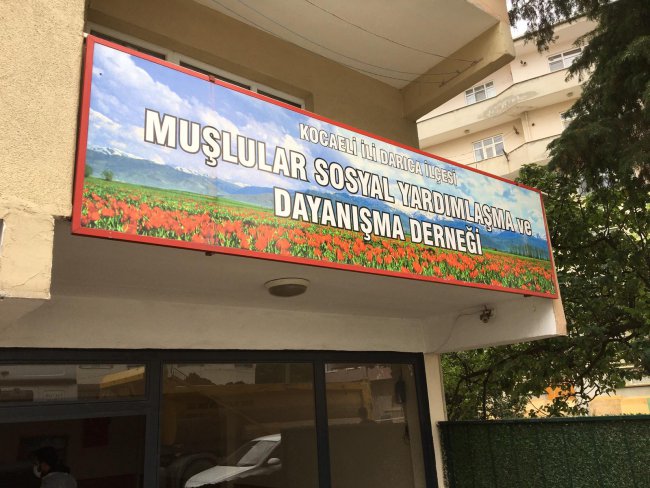 KOCAELİ İLİ DARICA İLÇESİ
MUŞLULAR SOSYAL YARDIMLAŞMA ve
DAYANIŞMA DERNEĞİ